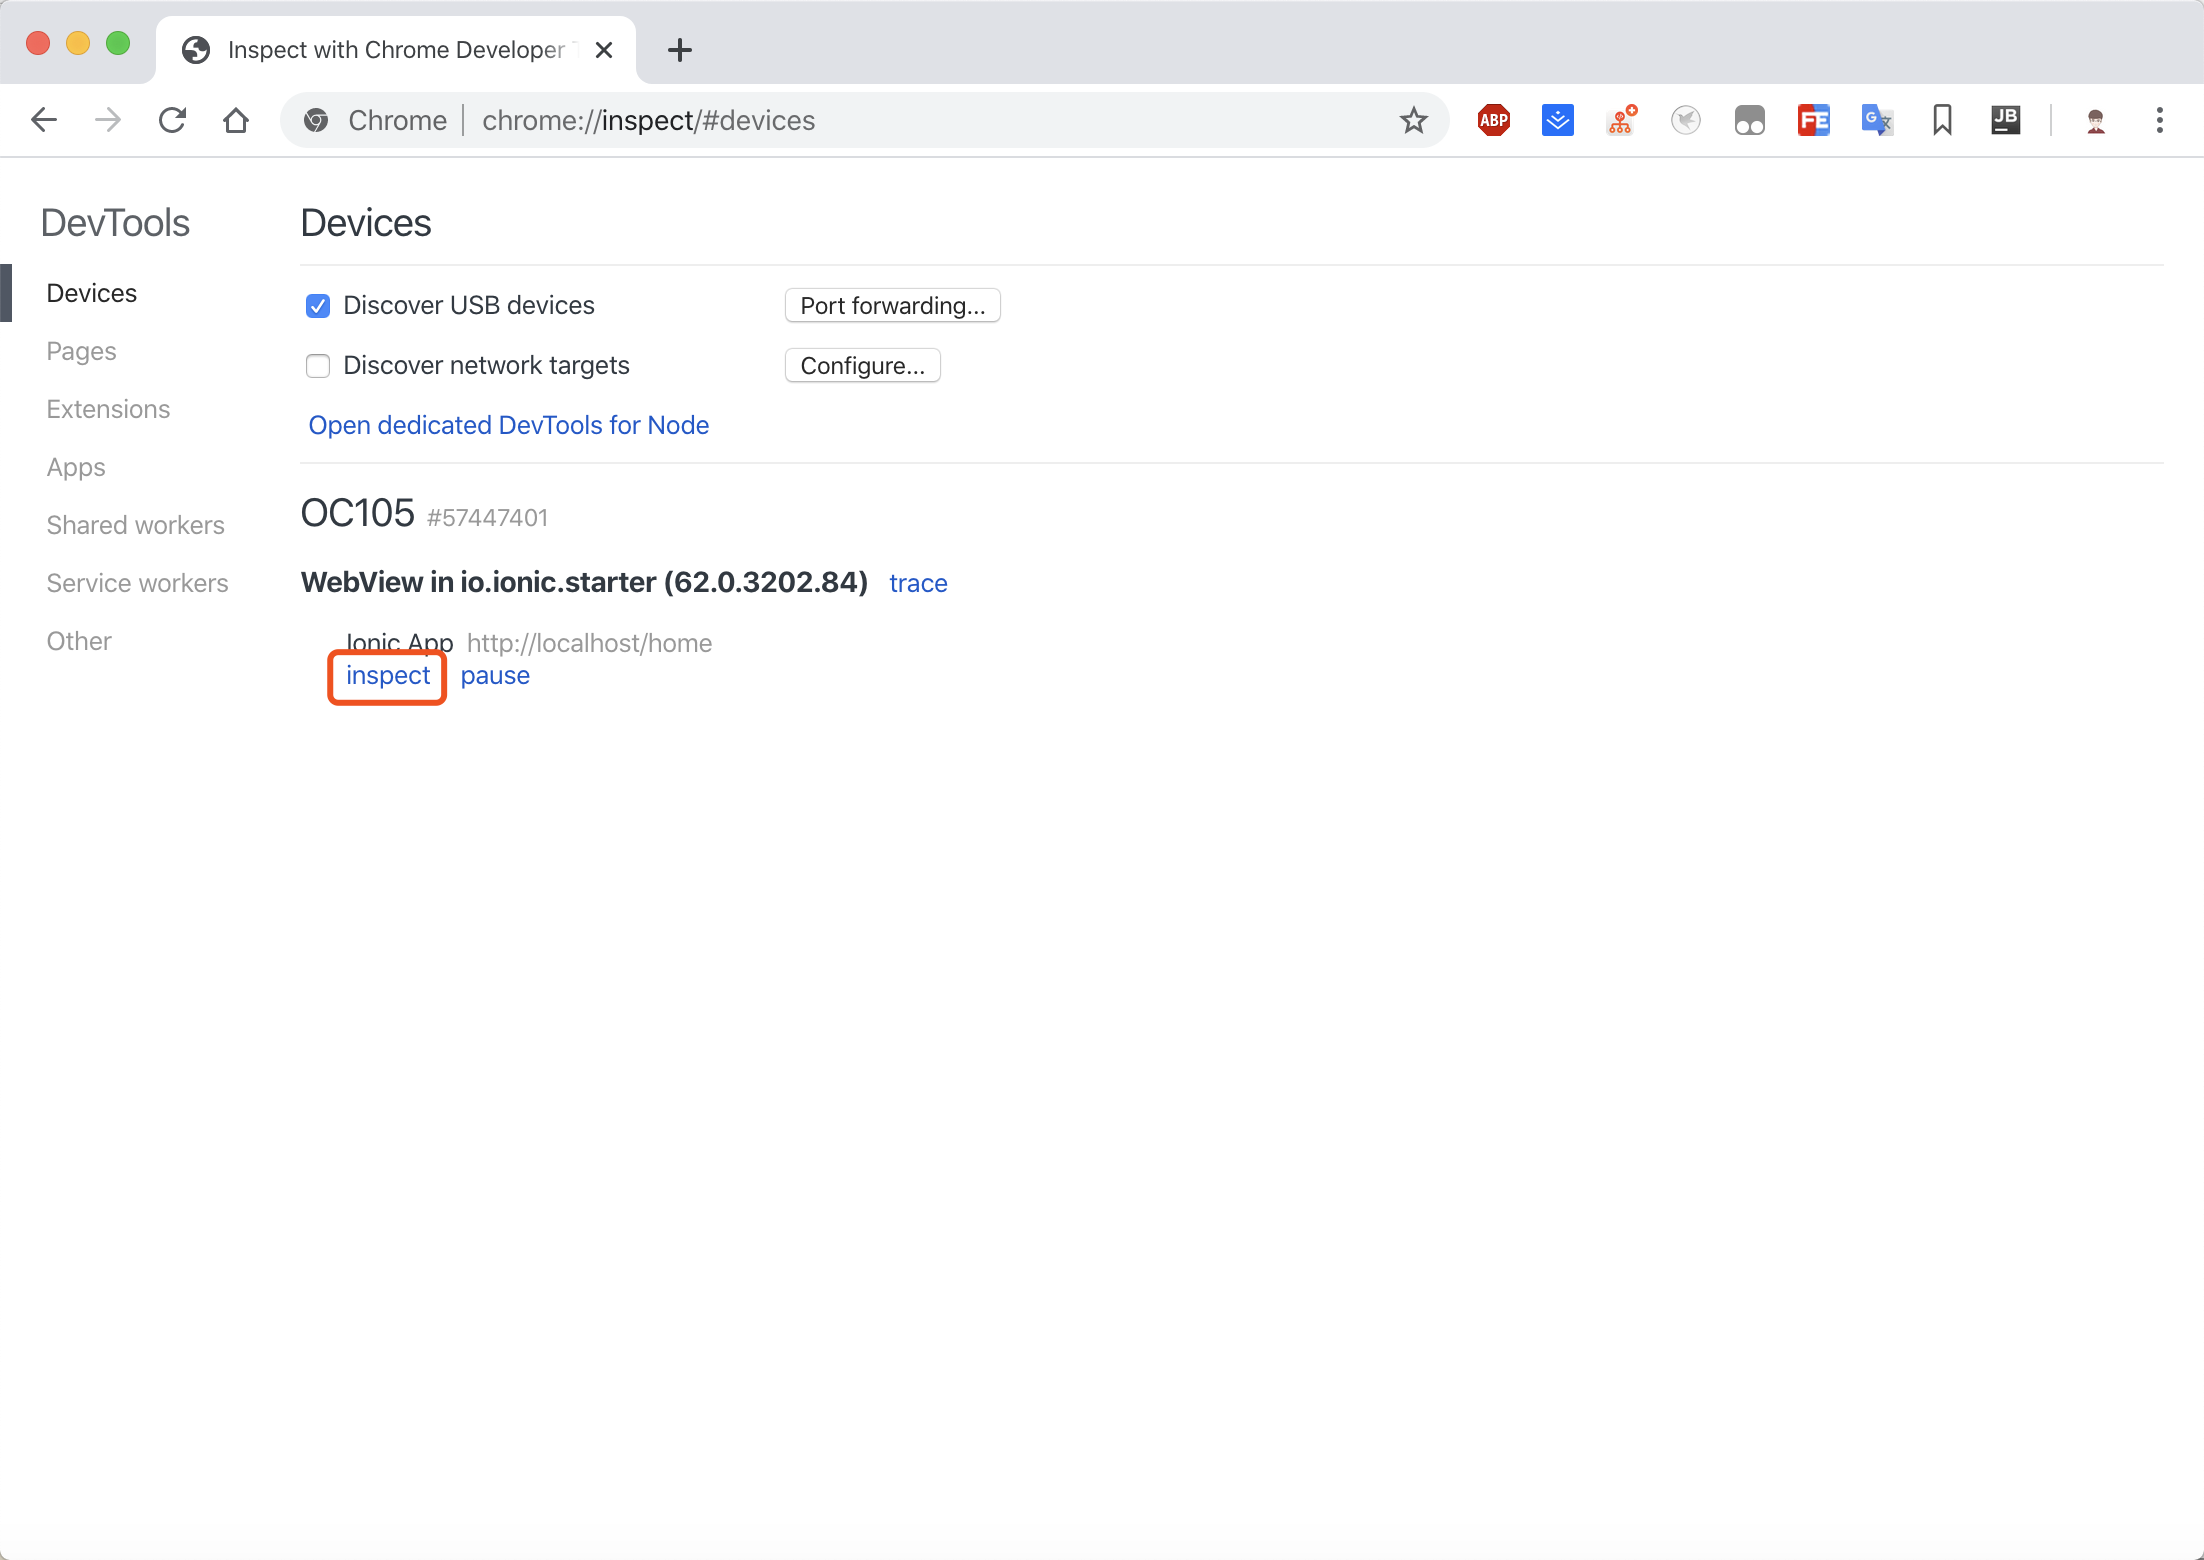 Inspect with Chrome Developer
Chrome | chrome://inspect/#devices
ABP
FE
G
JB
DevTools
Devices
Pages
Extensions
Apps
Shared workers
Service workers
Other
Devices
Discover USB devices
Port forwarding...
Discover network targets
Configure...
Open dedicated DevTools for Node
OC105 #57447401
WebView in io.ionic.starter (62.0.3202.84) trace
Ionic App http://localhost/home
inspect pause